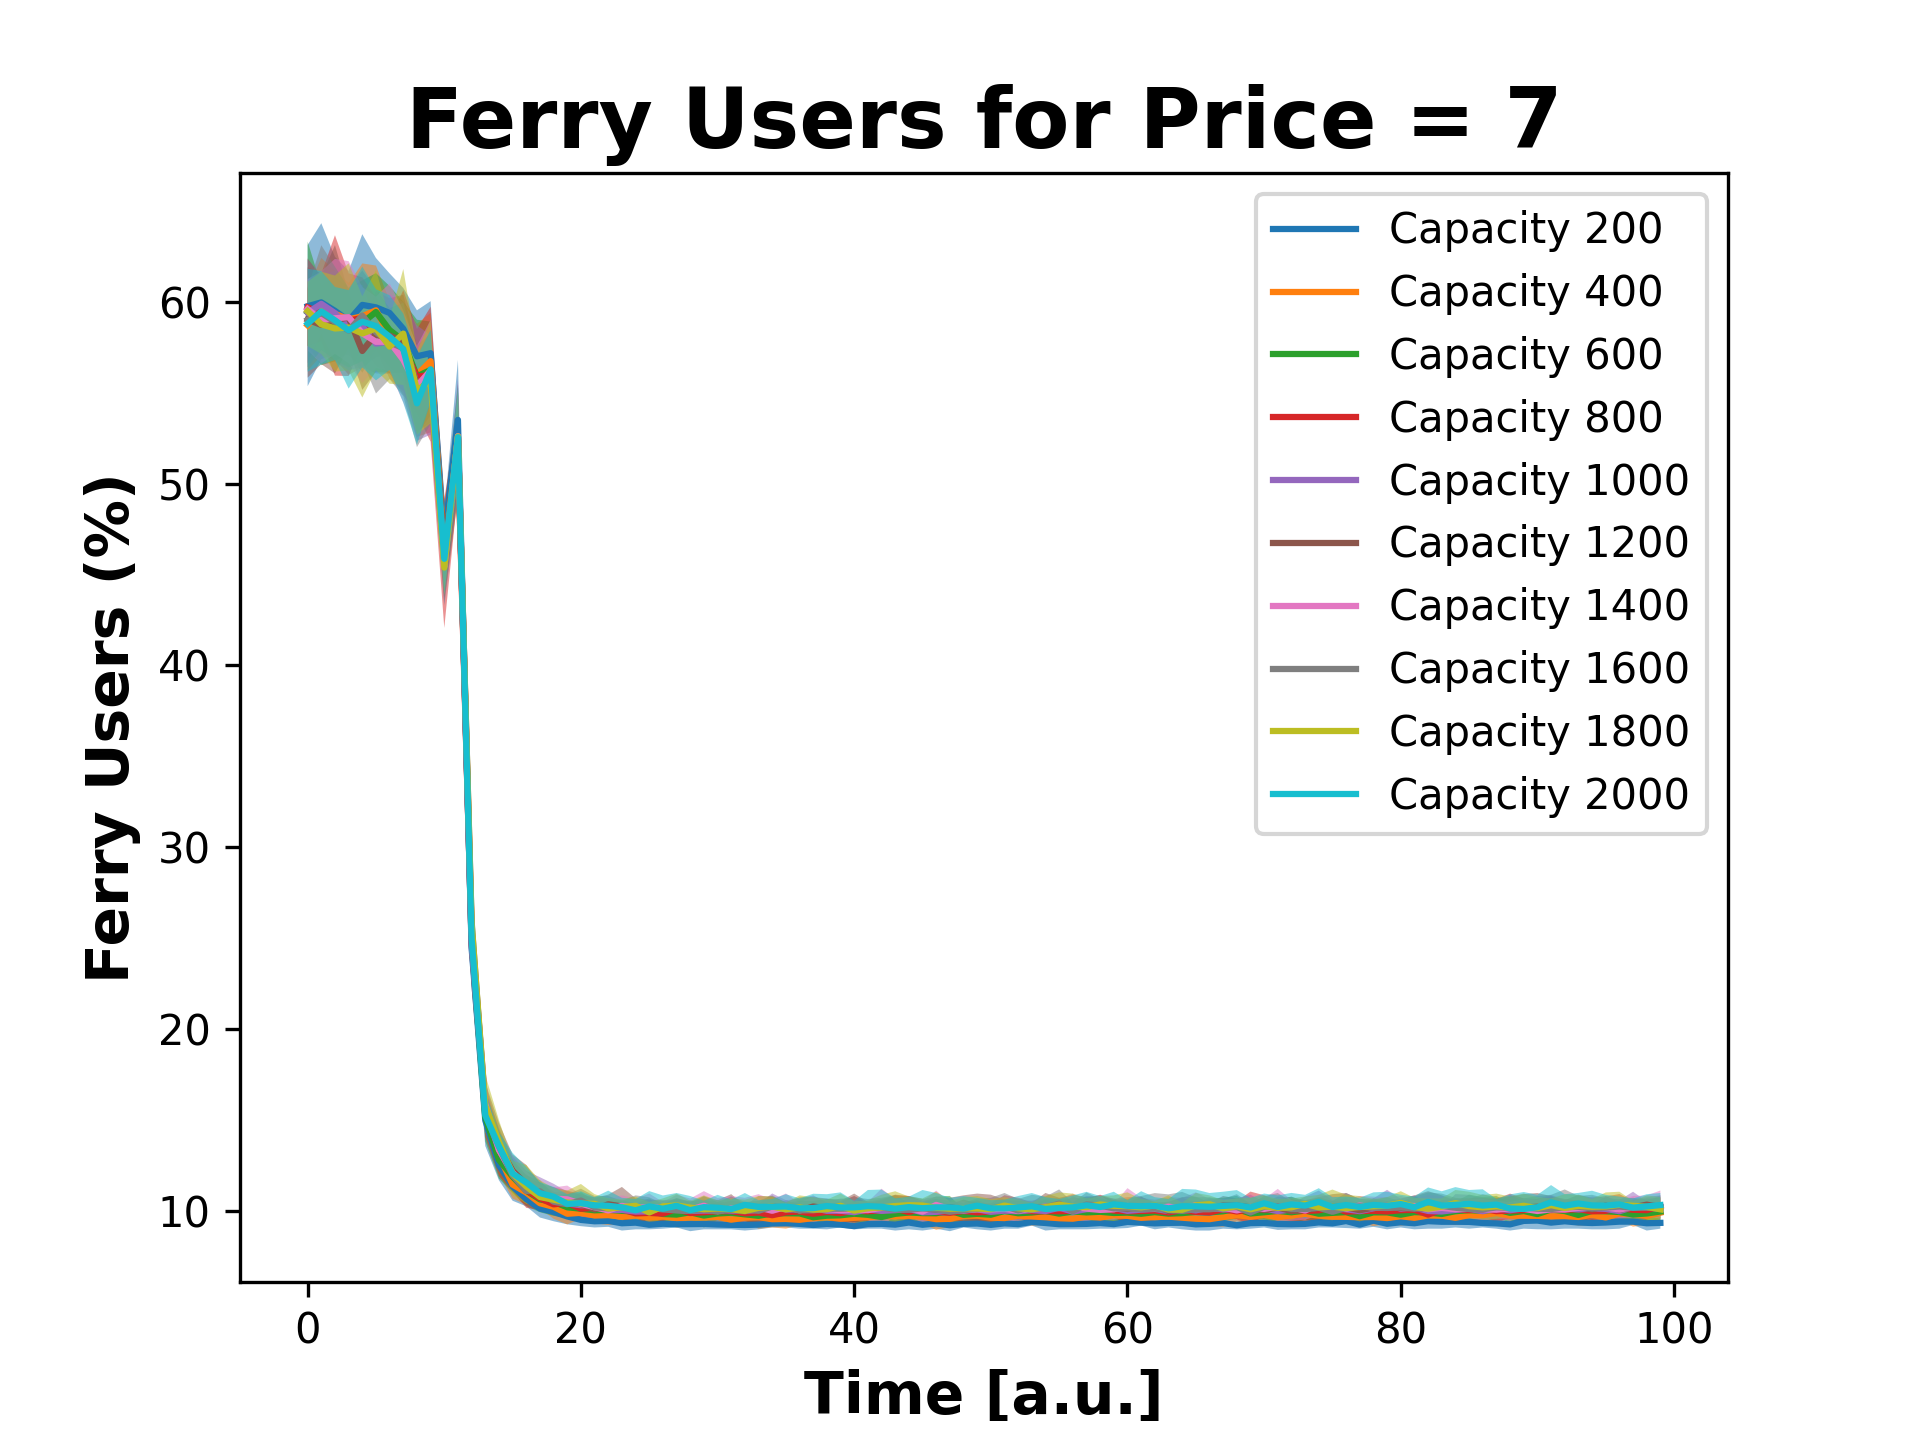 Ferry Users for Price = 7
Ferry Users (%)
60
50
40
30
20
10
Capacity 200
Capacity 400
Capacity 600
Capacity 800
Capacity 1000
Capacity 1200
Capacity 1400
Capacity 1600
Capacity 1800
Capacity 2000
0 20 40 60 80 100
Time [a.u.]